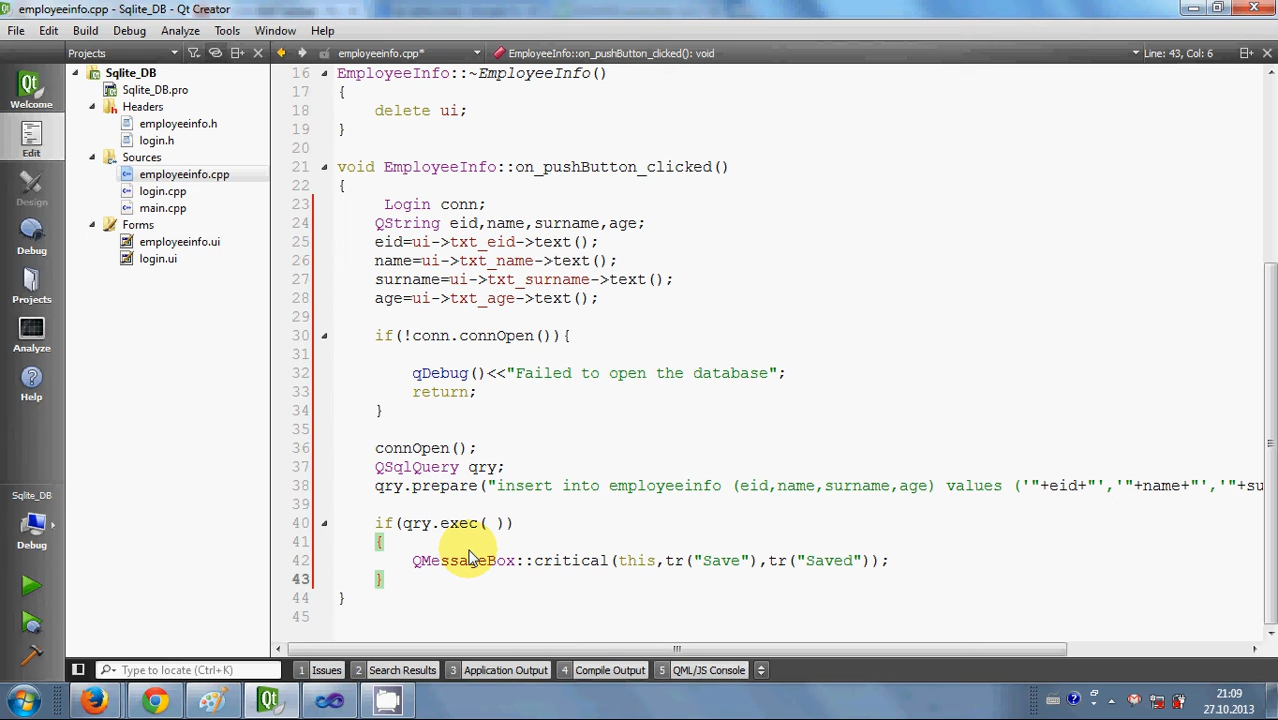 employeeinfo.cpp - Sqlite_DB - Qt Creator
File Edit Build Debug Analyze Tools Window Help
Projects employeeinfo.cpp* EmployeeInfo::on_pushButton_clicked(): void Line: 43, Col: 6
Welcome
Edit
Design
Debug
Projects
Analyze
Help
Sqlite_DB
Debug
Sqlite_DB
Sqlite_DB.pro
Headers
employeeinfo.h
login.h
Sources
employeeinfo.cpp
login.cpp
main.cpp
Forms
employeeinfo.ui
login.ui
16 EmployeeInfo::~EmployeeInfo()
17 {
18 delete ui;
19 }
20
21 void EmployeeInfo::on_pushButton_clicked()
22 {
23 Login conn;
24 QString eid,name,surname,age;
25 eid=ui->txt_eid->text();
26 name=ui->txt_name->text();
27 surname=ui->txt_surname->text();
28 age=ui->txt_age->text();
29
30 if(!conn.connOpen()){
31
32 qDebug()<<"Failed to open the database";
33 return;
34 }
35
36 connOpen();
37 QSqlQuery qry;
38 qry.prepare("insert into employeeinfo (eid,name,surname,age) values ('"+eid+"','"+name+"','"+su
39
40 if(qry.exec( ))
41 {
42 QMessageBox::critical(this,tr("Save"),tr("Saved"));
43 }
44 }
45
Type to locate (Ctrl+K) 1 Issues 2 Search Results 3 Application Output 4 Compile Output 5 QML/JS Console
21:09
27.10.2013